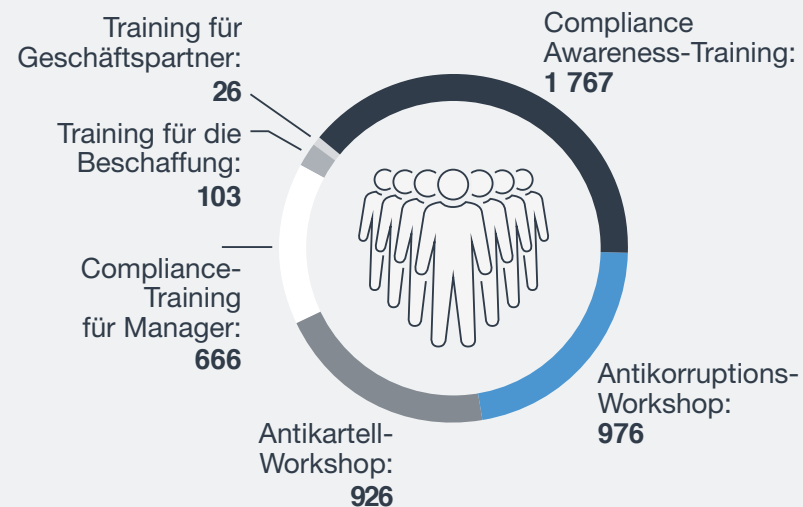 Training für
Geschäftspartner:
26
Training für die
Beschaffung:
103
Compliance-
Training
für Manager:
666
Antikartell-
Workshop:
926
Compliance
Awareness-Training:
1 767
Antikorruptions-
Workshop:
976